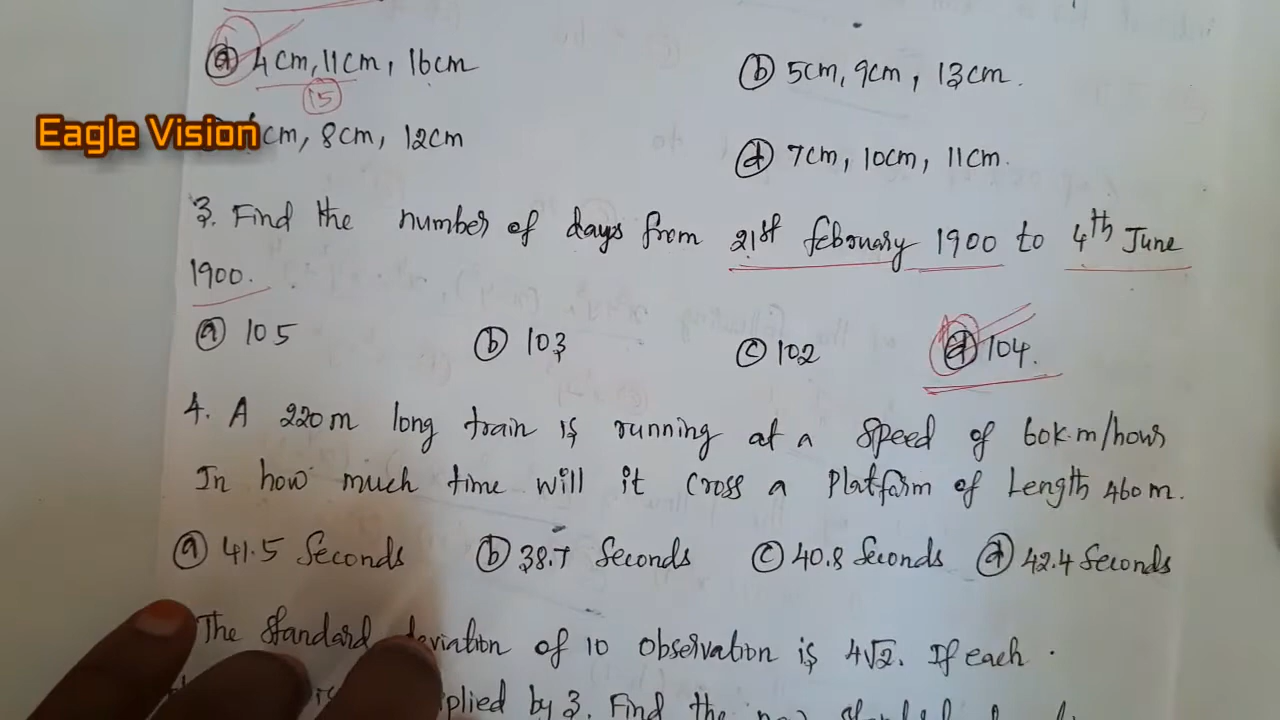 (a) 4cm, 11cm, 16cm
15
(b) 5cm, 9cm, 13cm.
Eagle Vision
cm, 8cm, 12cm
(d) 7cm, 10cm, 11cm.
3. Find the number of days from 21st february 1900 to 4th June
1900.
(a) 105 (b) 103 (c) 102 (d) 104.
4. A 220m long train is running at a speed of 60k.m/hour
In how much time will it cross a Platform of Length 460m.
(a) 41.5 Seconds (b) 38.7 Seconds (c) 40.8 Seconds (d) 42.4 Seconds
The standard deviation of 10 observation is 4√2. If each
plied by 3. Find the